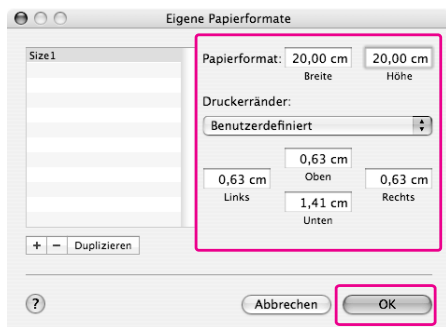 Eigene Papierformate
Size1
Papierformat: 20,00 cm 20,00 cm
Breite Höhe
Druckerränder:
Benutzerdefiniert
0,63 cm
Oben
0,63 cm 0,63 cm
Links Rechts
1,41 cm
Unten
+ − Duplizieren
? Abbrechen OK